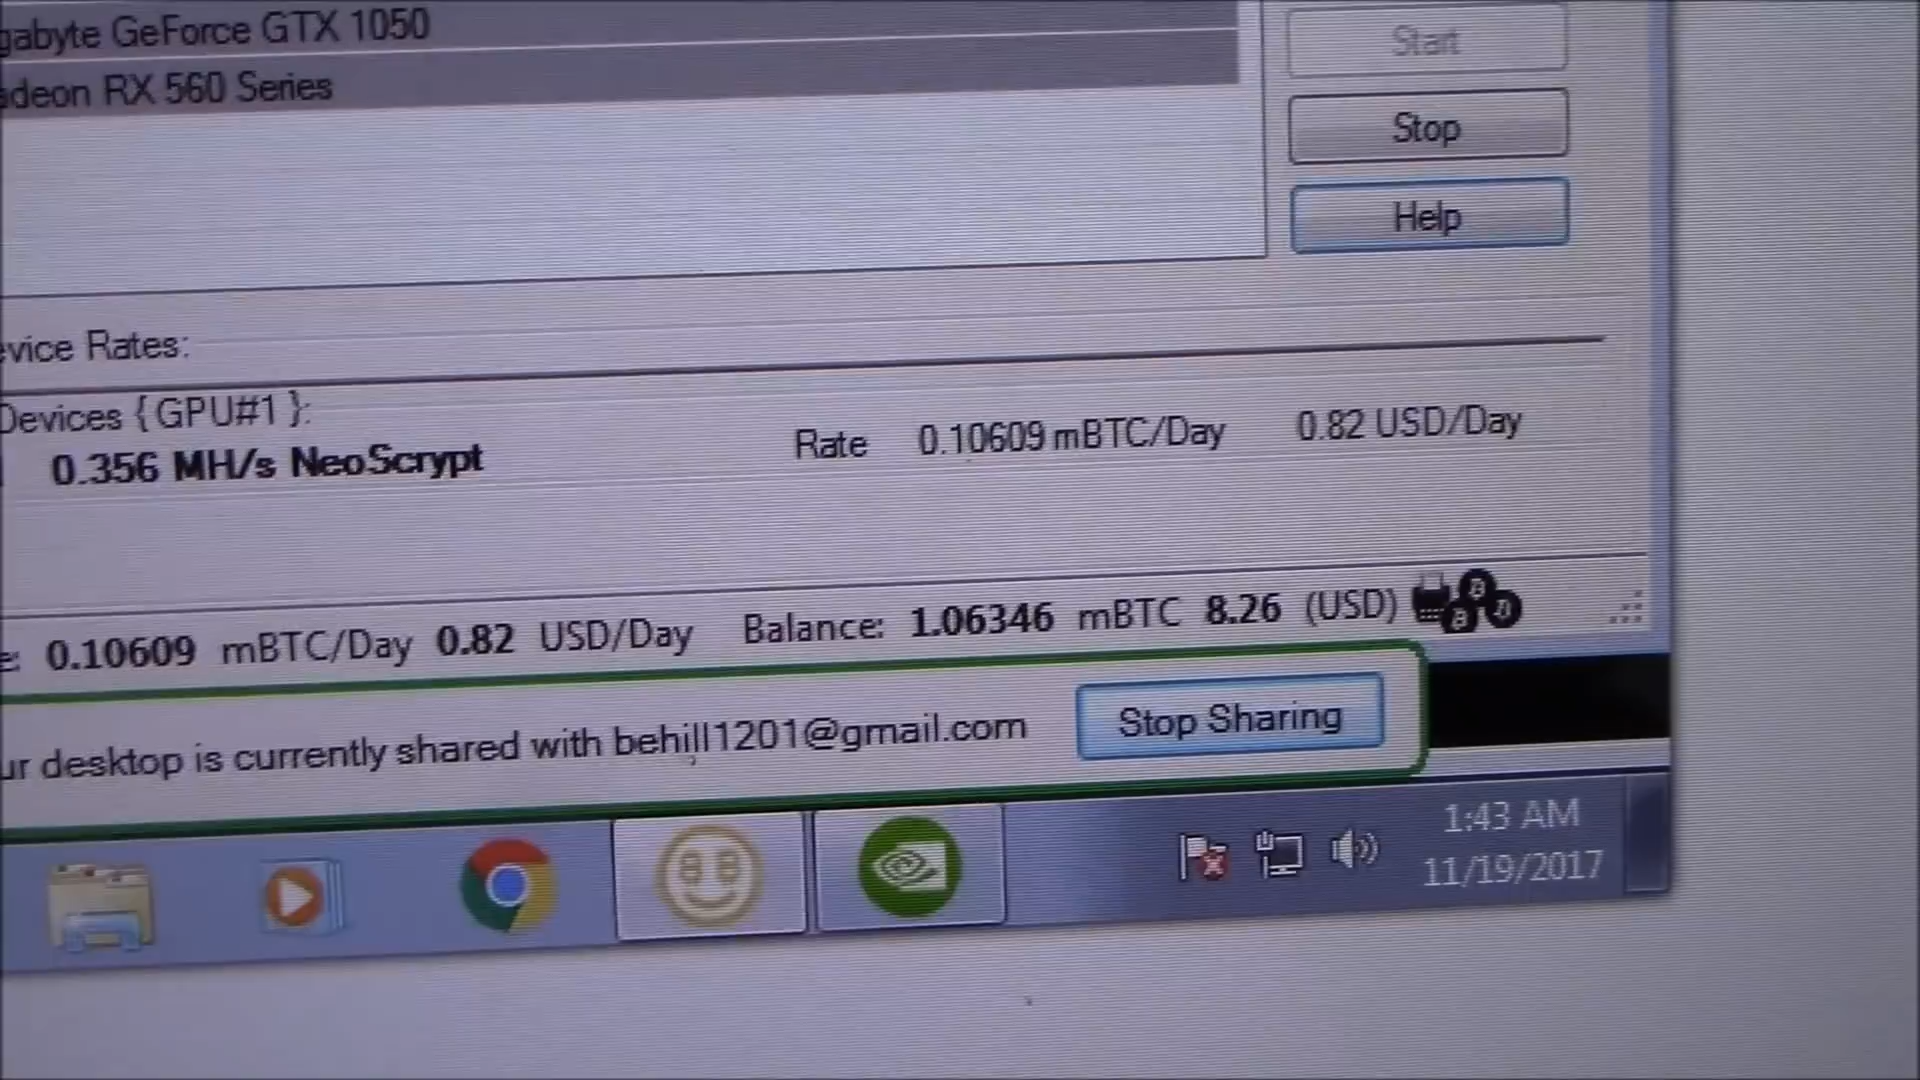 gabyte GeForce GTX 1050
adeon RX 560 Series
Start
Stop
Help
evice Rates:
Devices { GPU#1 }:
0.356 MH/s NeoScrypt
Rate 0.10609 mBTC/Day 0.82 USD/Day
e: 0.10609 mBTC/Day 0.82 USD/Day Balance: 1.06346 mBTC 8.26 (USD)
ur desktop is currently shared with behill1201@gmail.com
Stop Sharing
1:43 AM
11/19/2017